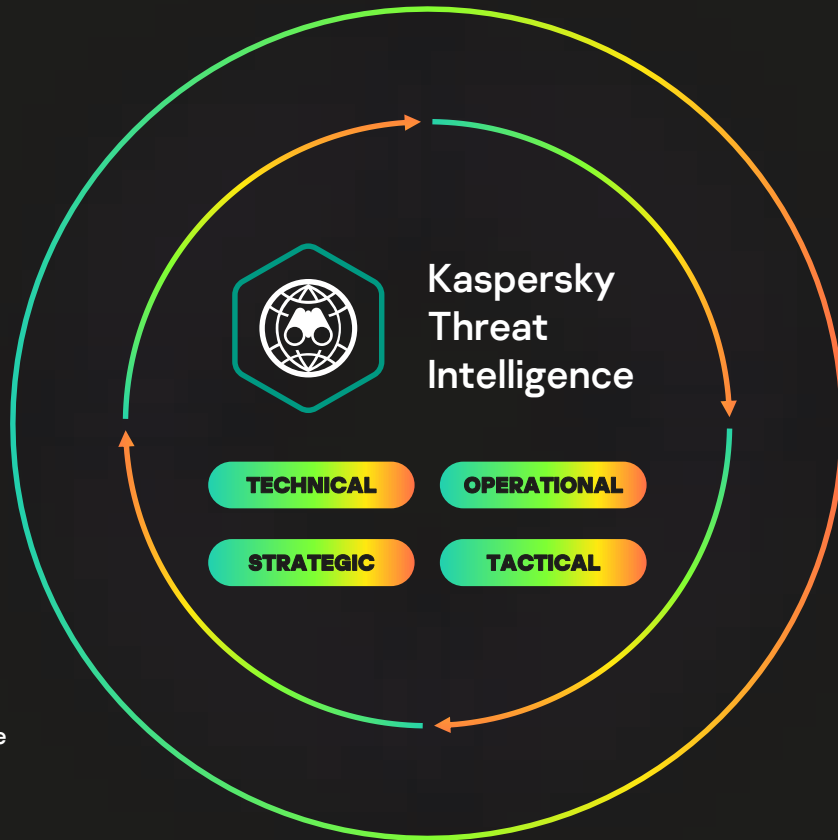 Kaspersky
Threat
Intelligence
TECHNICAL
OPERATIONAL
STRATEGIC
TACTICAL
e